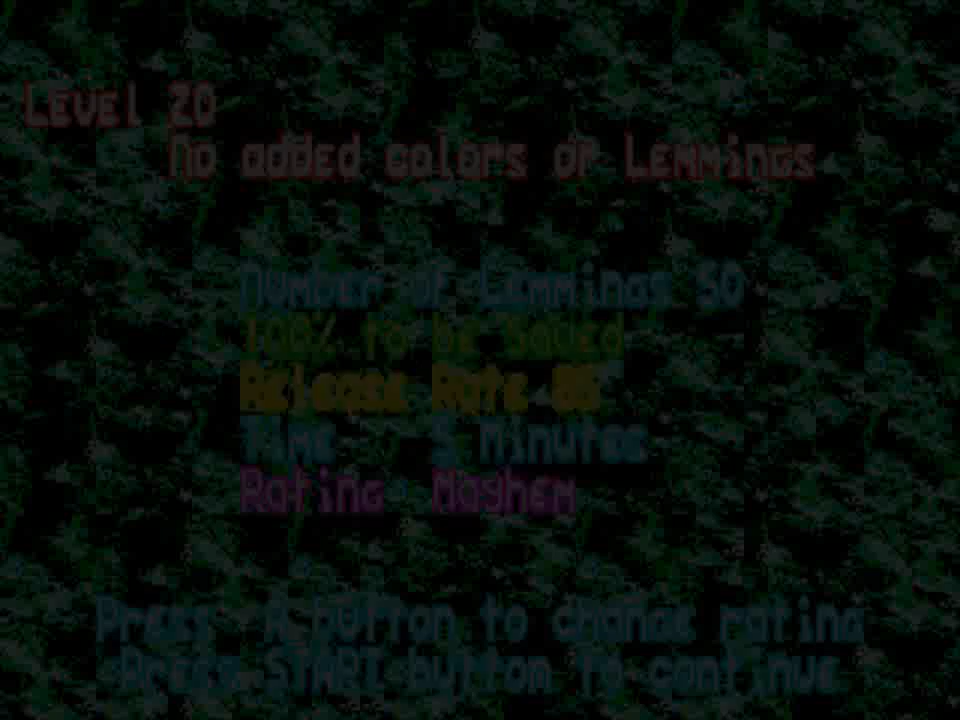 Level 20
No added colors or Lemmings
Number of Lemmings 50
100% to be Saved
Release Rate
Time 5 Minutes
Rating Mayhem
Press A button to change rating
Press START button to continue